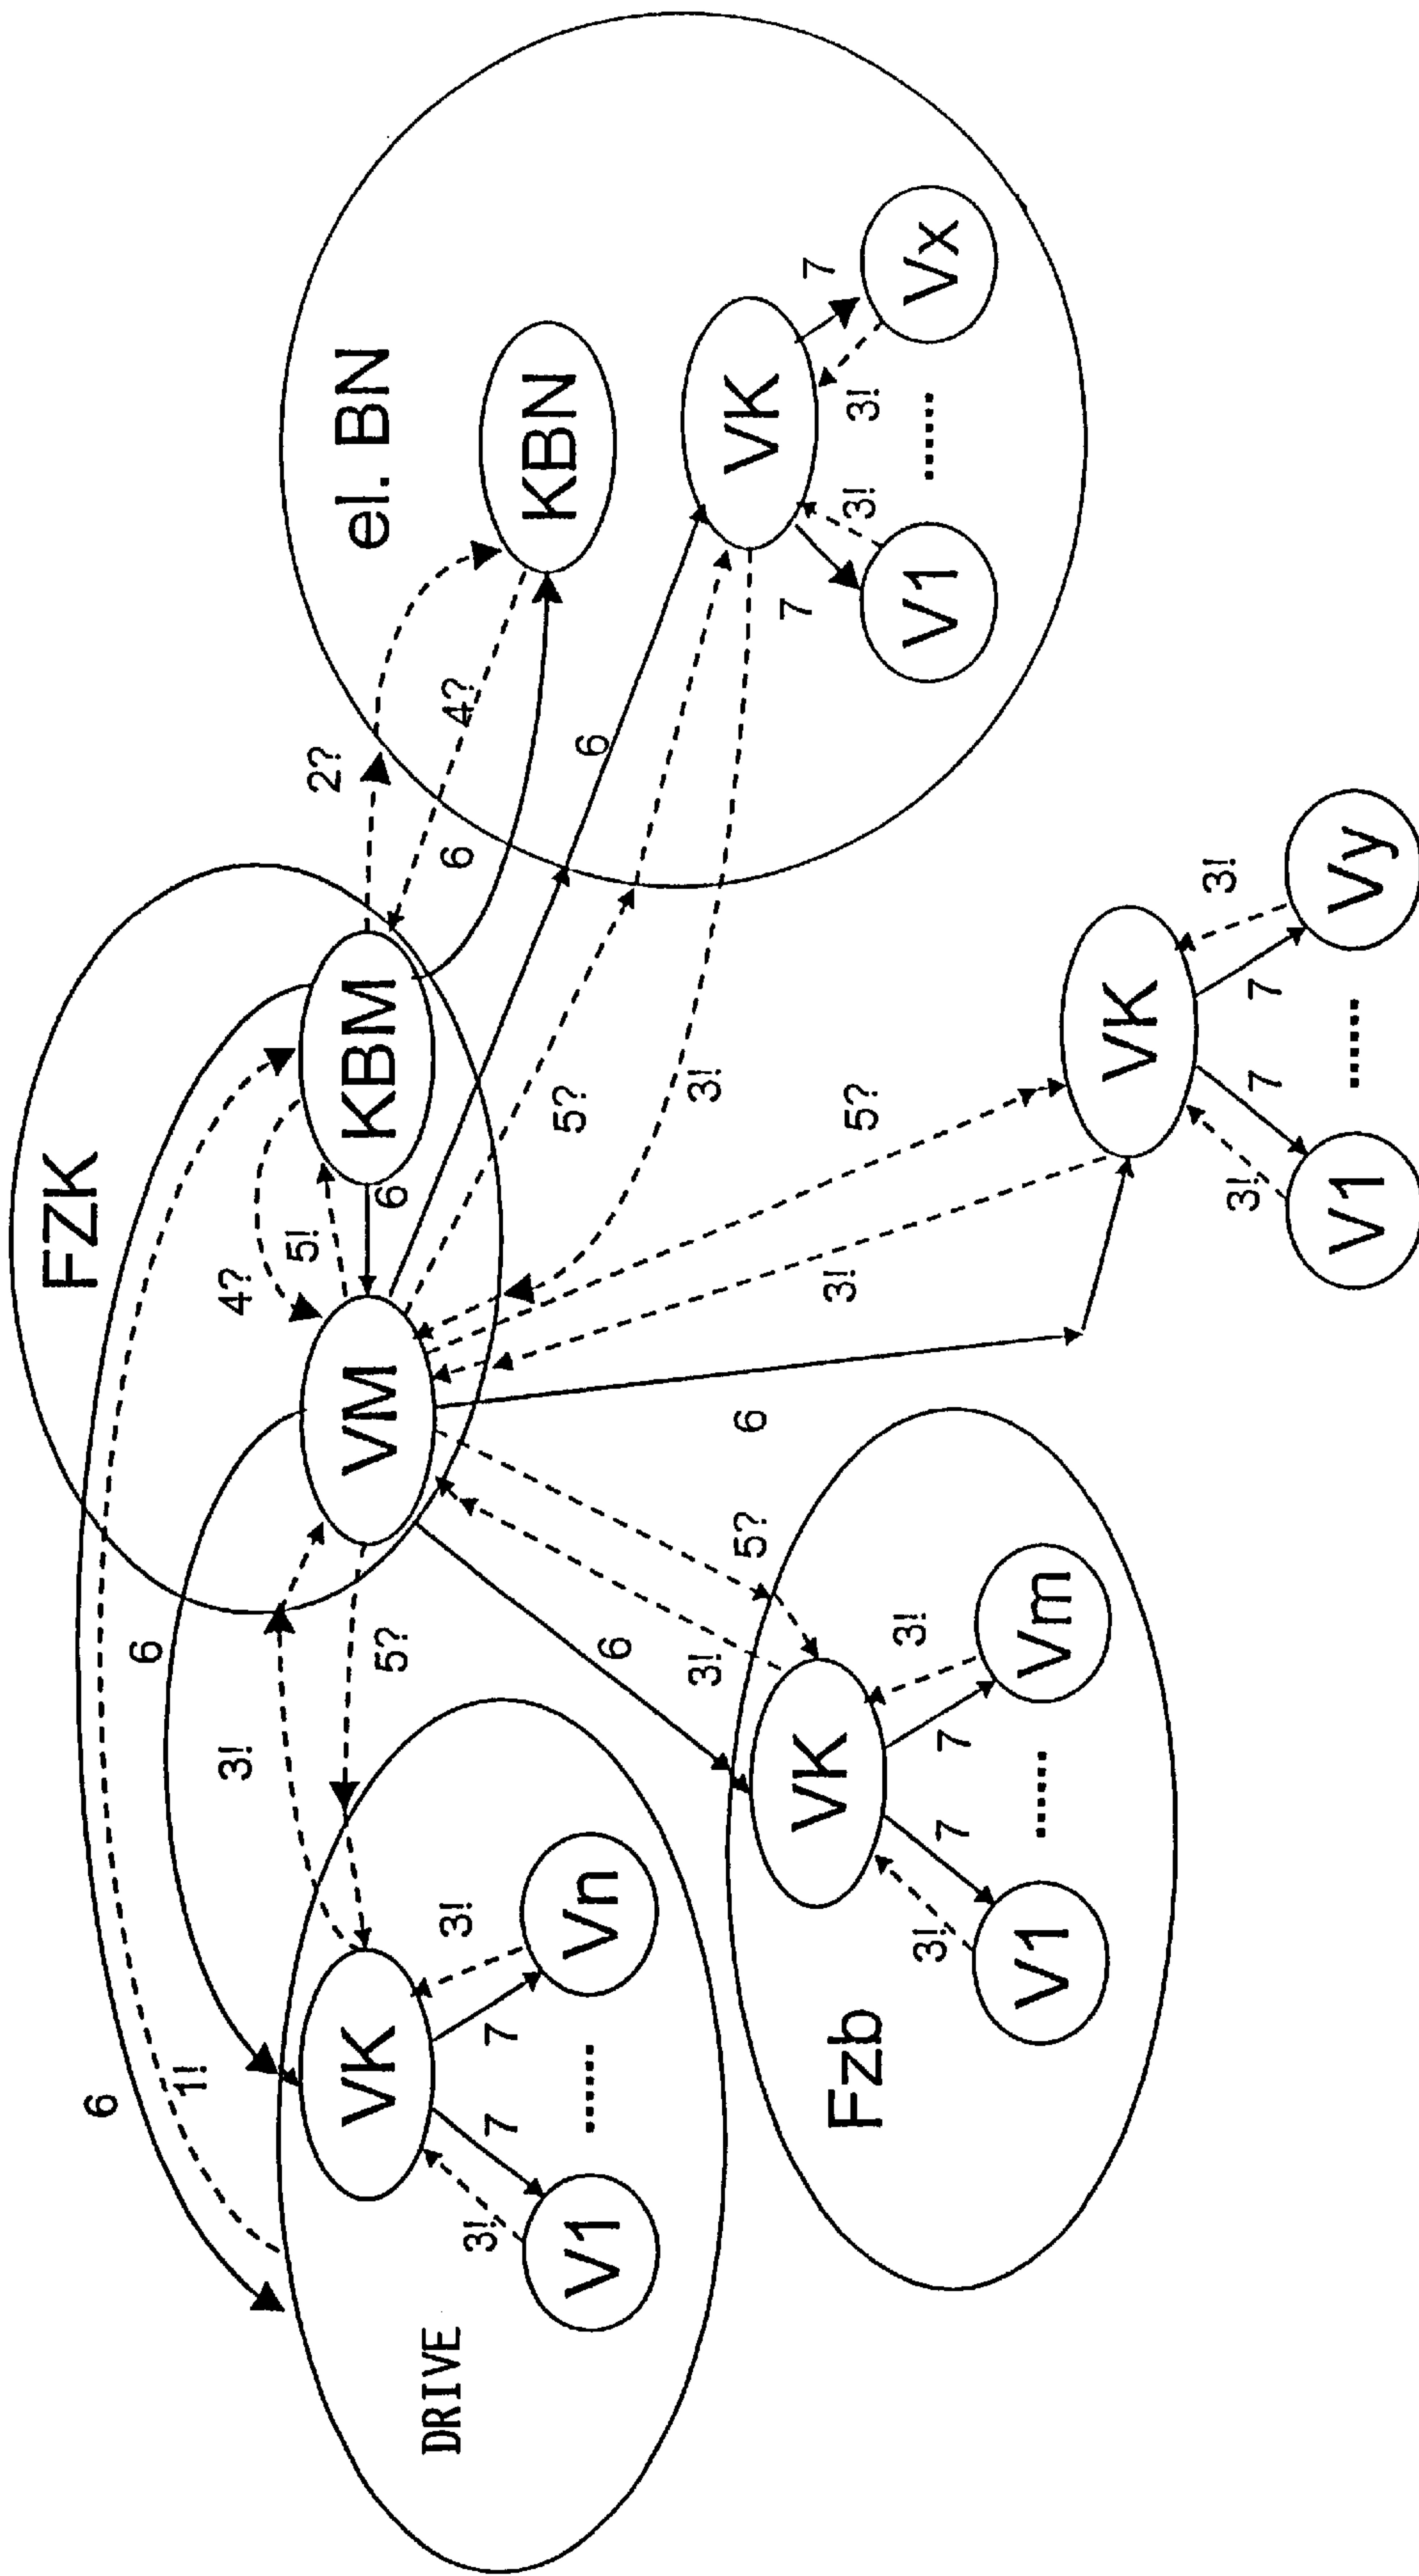 FZK
6
6
1!
3!
4?
5!
2?
el. BN
VK
VM
6
KBM
5?
DRIVE
3!
6
4?
3!
7
7
KBN
5?
V1
......
Vn
6
6
3!
3!
5?
6
VK
7
7
VK
3!
Fzb
5?
3!
3!
3!
3!
V1
......
Vx
7
7
V1
......
Vm
VK
3!
3!
7
7
V1
......
Vy